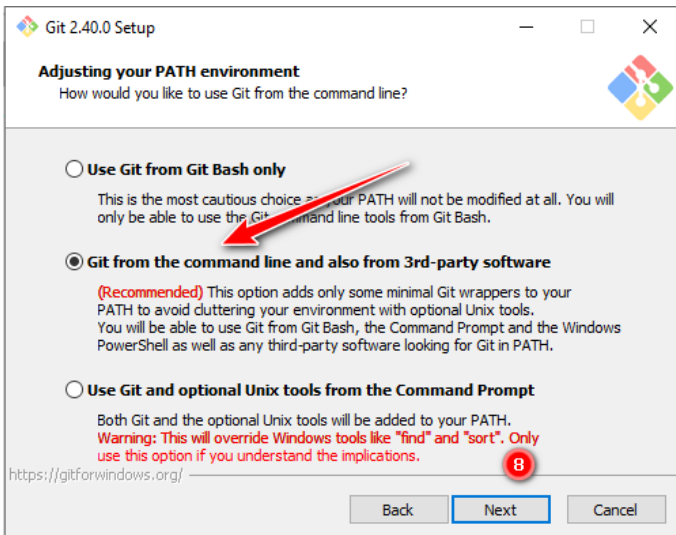 Git 2.40.0 Setup
Adjusting your PATH environment
How would you like to use Git from the command line?
Use Git from Git Bash only
This is the most cautious choice as your PATH will not be modified at all. You will
only be able to use the Git command line tools from Git Bash.
Git from the command line and also from 3rd-party software
(Recommended) This option adds only some minimal Git wrappers to your
PATH to avoid cluttering your environment with optional Unix tools.
You will be able to use Git from Git Bash, the Command Prompt and the Windows
PowerShell as well as any third-party software looking for Git in PATH.
Use Git and optional Unix tools from the Command Prompt
Both Git and the optional Unix tools will be added to your PATH.
Warning: This will override Windows tools like "find" and "sort". Only
use this option if you understand the implications.
https://gitforwindows.org/
8
Back Next Cancel